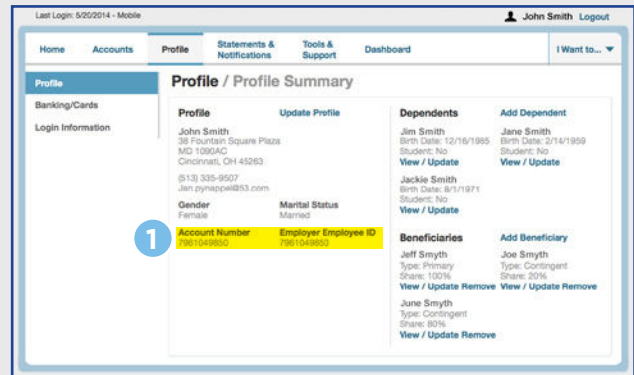 Last Login: 5/20/2014 - Mobile
John Smith Logout
Home Accounts Profile Statements & Notifications Tools & Support Dashboard I Want to...
Profile
Banking/Cards
Login Information
Profile / Profile Summary
Profile Update Profile
John Smith
38 Fountain Square Plaza
MD 1090AC
Cincinnati, OH 45263
(513) 335-9507
Jan.pynappel@53.com
Gender Marital Status
Female Married
1
Account Number Employer Employee ID
7961049850 7961049853
Dependents Add Dependent
Jim Smith Jane Smith
Birth Date: 12/16/1985 Birth Date: 2/14/1959
Student: No Student: No
View / Update View / Update
Jackie Smith
Birth Date: 8/1/1971
Student: No
View / Update
Beneficiaries Add Beneficiary
Jeff Smyth Joe Smyth
Type: Primary Type: Contingent
Share: 100% Share: 20%
View / Update Remove View / Update Remove
June Smyth
Type: Contingent
Share: 80%
View / Update Remove